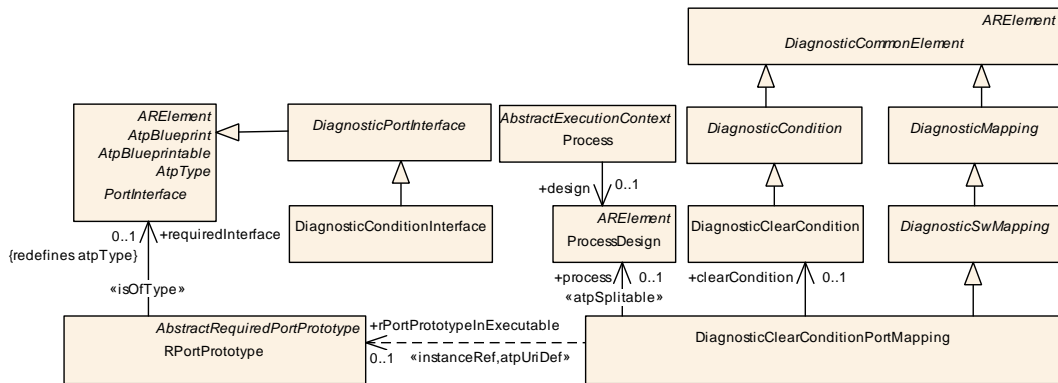 ARElement
DiagnosticCommonElement
ARElement
AtpBlueprint
AtpBlueprintable
AtpType
PortInterface
DiagnosticPortInterface
AbstractExecutionContext
Process
DiagnosticCondition
DiagnosticMapping
+design
0..1
DiagnosticConditionInterface
ARElement
ProcessDesign
DiagnosticClearCondition
DiagnosticSwMapping
0..1
+requiredInterface
{redefines atpType}
«isOfType»
+process
0..1
«atpSplitable»
+clearCondition
0..1
AbstractRequiredPortPrototype
RPortPrototype
+rPortPrototypeInExecutable
0..1
«instanceRef,atpUriDef»
DiagnosticClearConditionPortMapping